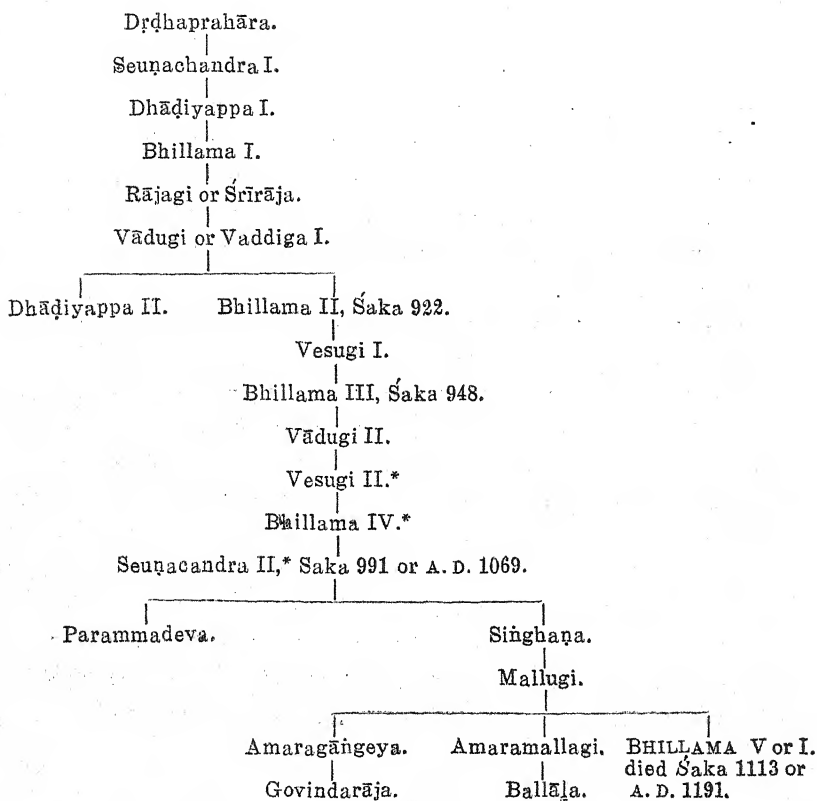 Dṛḍhaprahāra.
Seuṇachandra I.
Dhāḍiyappa I.
Bhillama I.
Rājagi or Śrīrāja.
Vādugi or Vaddiga I.
Dhāḍiyappa II. Bhillama II, Śaka 922.
Vesugi I.
Bhillama III, Śaka 948.
Vādugi II.
Vesugi II.*
Bhillama IV.*
Seuṇacandra II,* Saka 991 or A. D. 1069.
Parammadeva. Siṅghaṇa.
Mallugi.
Amaragāṅgeya. Amaramallagi. BHILLAMA V or I.
died Śaka 1113 or
Govindarāja. Ballāḷa. A. D. 1191.